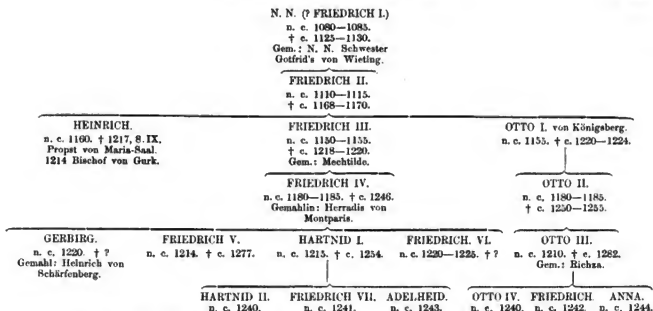 N. N. (? FRIEDRICH I.)
n. c. 1080—1085.
† c. 1125—1130.
Gem.: N. N. Schwester
Gotfrid's von Wieting.
FRIEDRICH II.
n. c. 1110—1115.
† c. 1168—1170.
HEINRICH.
n. c. 1160. † 1217, 8. IX.
Propst von Maria-Saal.
1214 Bischof von Gurk.
FRIEDRICH III.
n. c. 1150—1155.
† c. 1218—1220.
Gem.: Mechtilde.
OTTO I. von Königsberg.
n. c. 1155. † c. 1220—1224.
FRIEDRICH IV.
n. c. 1180—1185. † c. 1246.
Gemahlin: Herradis von
Montparis.
OTTO II.
n. c. 1180—1185.
† c. 1250—1255.
GERBIRG.
n. c. 1220. † ?
Gemahl: Heinrich von
Schärfenberg.
FRIEDRICH V.
n. c. 1214. † c. 1277.
HARTNID I.
n. c. 1215. † c. 1254.
FRIEDRICH. VI.
n. c. 1220—1225. † ?
OTTO III.
n. c. 1210. † c. 1282.
Gem.: Richza.
HARTNID II.
n. c. 1240.
FRIEDRICH VII.
n. c. 1241.
ADELHEID.
n. c. 1243.
OTTO IV.
n. c. 1240.
FRIEDRICH
n. c. 1242.
ANNA.
n. c. 1244.